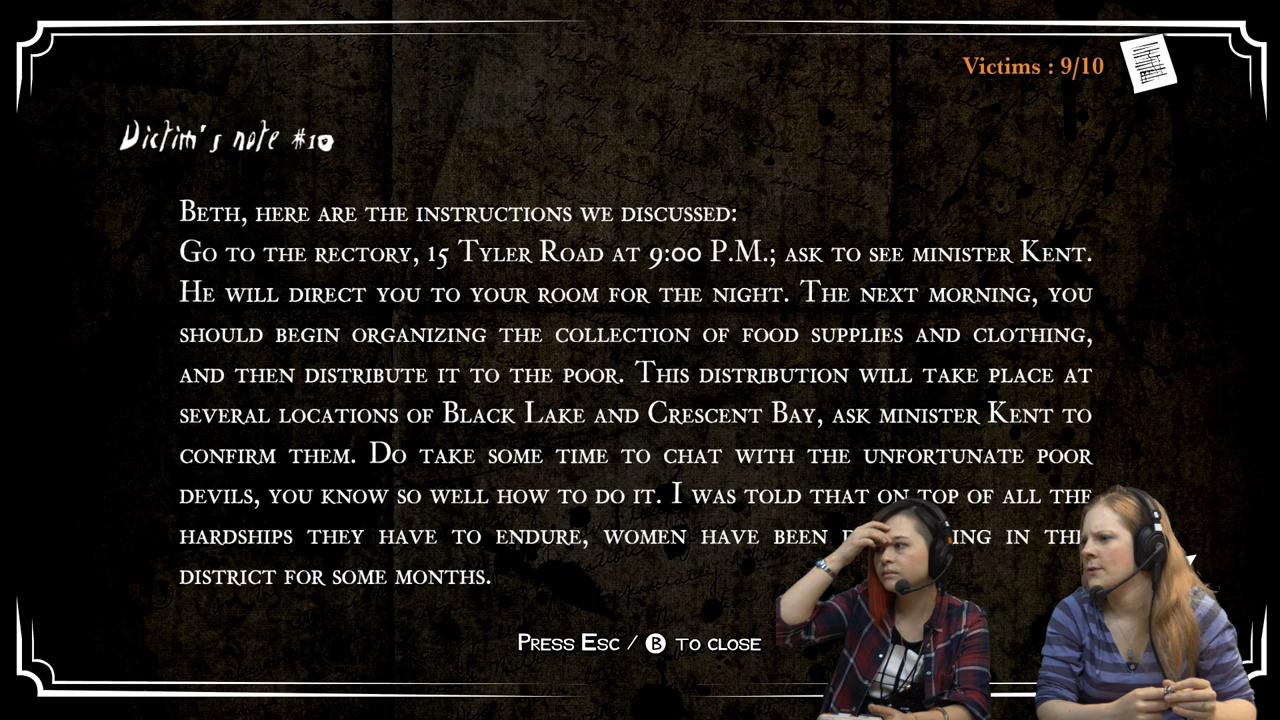 Victims : 9/10
Victim's note #10
Beth, here are the instructions we discussed:
Go to the rectory, 15 Tyler Road at 9:00 P.M.; ask to see minister Kent.
He will direct you to your room for the night. The next morning, you
should begin organizing the collection of food supplies and clothing,
and then distribute it to the poor. This distribution will take place at
several locations of Black Lake and Crescent Bay, ask minister Kent to
confirm them. Do take some time to chat with the unfortunate poor
devils, you know so well how to do it. I was told that on top of all the
hardships they have to endure, women have been in the
district for some months.
Press Esc / B to close